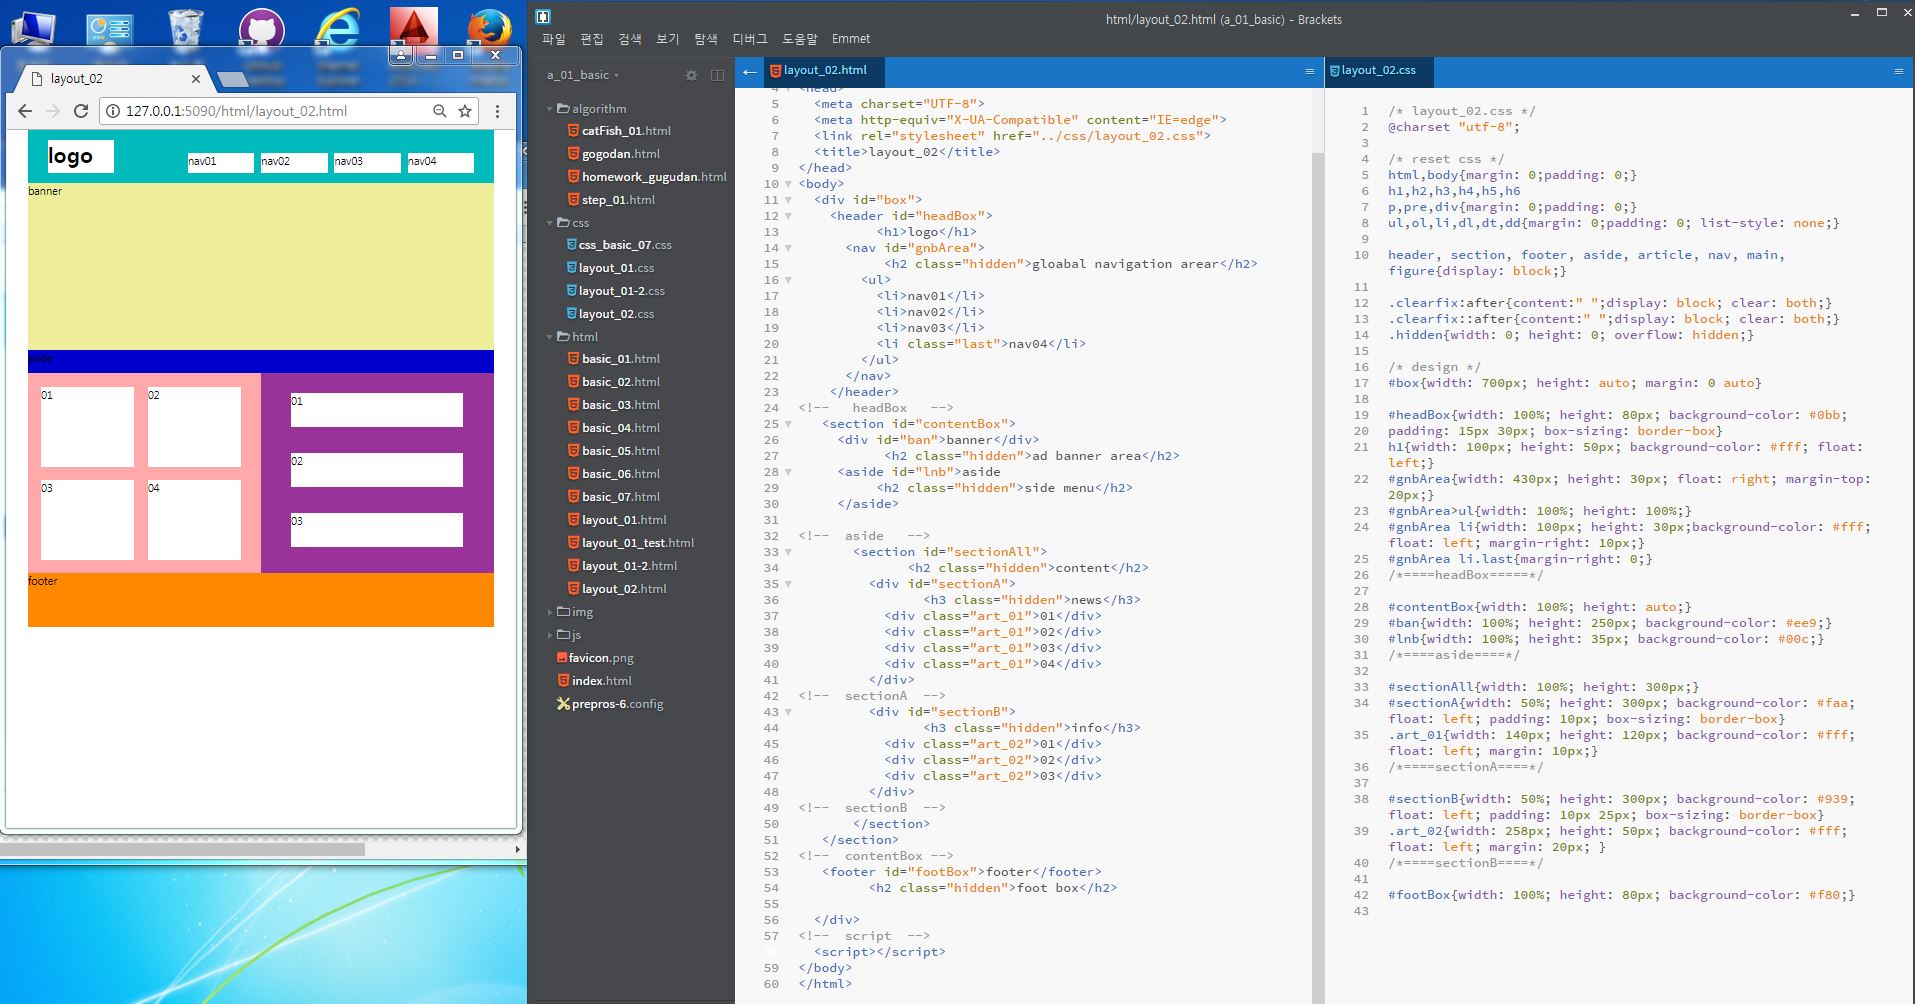 layout_02
127.0.0.1:5090/html/layout_02.html
logo
nav01
nav02
nav03
nav04
banner
aside
01
02
03
04
01
02
03
footer
html/layout_02.html (a_01_basic) - Brackets
파일 편집 검색 보기 탐색 디버그 도움말 Emmet
a_01_basic
algorithm
catFish_01.html
gogodan.html
homework_gugudan.html
step_01.html
css
css_basic_07.css
layout_01.css
layout_01-2.css
layout_02.css
html
basic_01.html
basic_02.html
basic_03.html
basic_04.html
basic_05.html
basic_06.html
basic_07.html
layout_01.html
layout_01_test.html
layout_01-2.html
layout_02.html
img
js
favicon.png
index.html
prepros-6.config
layout_02.html
4 <head>
5 <meta charset="UTF-8">
6 <meta http-equiv="X-UA-Compatible" content="IE=edge">
7 <link rel="stylesheet" href="../css/layout_02.css">
8 <title>layout_02</title>
9 </head>
10 <body>
11 <div id="box">
12 <header id="headBox">
13 <h1>logo</h1>
14 <nav id="gnbArea">
15 <h2 class="hidden">gloabal navigation arear</h2>
16 <ul>
17 <li>nav01</li>
18 <li>nav02</li>
19 <li>nav03</li>
20 <li class="last">nav04</li>
21 </ul>
22 </nav>
23 </header>
24 <!-- headBox -->
25 <section id="contentBox">
26 <div id="ban">banner</div>
27 <h2 class="hidden">ad banner area</h2>
28 <aside id="lnb">aside
29 <h2 class="hidden">side menu</h2>
30 </aside>
31
32 <!-- aside -->
33 <section id="sectionAll">
34 <h2 class="hidden">content</h2>
35 <div id="sectionA">
36 <h3 class="hidden">news</h3>
37 <div class="art_01">01</div>
38 <div class="art_01">02</div>
39 <div class="art_01">03</div>
40 <div class="art_01">04</div>
41 </div>
42 <!-- sectionA -->
43 <div id="sectionB">
44 <h3 class="hidden">info</h3>
45 <div class="art_02">01</div>
46 <div class="art_02">02</div>
47 <div class="art_02">03</div>
48 </div>
49 <!-- sectionB -->
50 </section>
51 </section>
52 <!-- contentBox -->
53 <footer id="footBox">footer</footer>
54 <h2 class="hidden">foot box</h2>
55
56 </div>
57 <!-- script -->
<script></script>
59 </body>
60 </html>
layout_02.css
1 /* layout_02.css */
2 @charset "utf-8";
3
4 /* reset css */
5 html,body{margin: 0;padding: 0;}
6 h1,h2,h3,h4,h5,h6
7 p,pre,div{margin: 0;padding: 0;}
8 ul,ol,li,dl,dt,dd{margin: 0;padding: 0; list-style: none;}
9
10 header, section, footer, aside, article, nav, main,
figure{display: block;}
11
12 .clearfix:after{content:" ";display: block; clear: both;}
13 .clearfix::after{content:" ";display: block; clear: both;}
14 .hidden{width: 0; height: 0; overflow: hidden;}
15
16 /* design */
17 #box{width: 700px; height: auto; margin: 0 auto}
18
19 #headBox{width: 100%; height: 80px; background-color: #0bb;
20 padding: 15px 30px; box-sizing: border-box}
21 h1{width: 100px; height: 50px; background-color: #fff; float:
left;}
22 #gnbArea{width: 430px; height: 30px; float: right; margin-top:
20px;}
23 #gnbArea>ul{width: 100%; height: 100%;}
24 #gnbArea li{width: 100px; height: 30px;background-color: #fff;
float: left; margin-right: 10px;}
25 #gnbArea li.last{margin-right: 0;}
26 /*====headBox=====*/
27
28 #contentBox{width: 100%; height: auto;}
29 #ban{width: 100%; height: 250px; background-color: #ee9;}
30 #lnb{width: 100%; height: 35px; background-color: #00c;}
31 /*====aside====*/
32
33 #sectionAll{width: 100%; height: 300px;}
34 #sectionA{width: 50%; height: 300px; background-color: #faa;
float: left; padding: 10px; box-sizing: border-box}
35 .art_01{width: 140px; height: 120px; background-color: #fff;
float: left; margin: 10px;}
36 /*====sectionA====*/
37
38 #sectionB{width: 50%; height: 300px; background-color: #939;
float: left; padding: 10px 25px; box-sizing: border-box}
39 .art_02{width: 258px; height: 50px; background-color: #fff;
float: left; margin: 20px; }
40 /*====sectionB====*/
41
42 #footBox{width: 100%; height: 80px; background-color: #f80;}
43